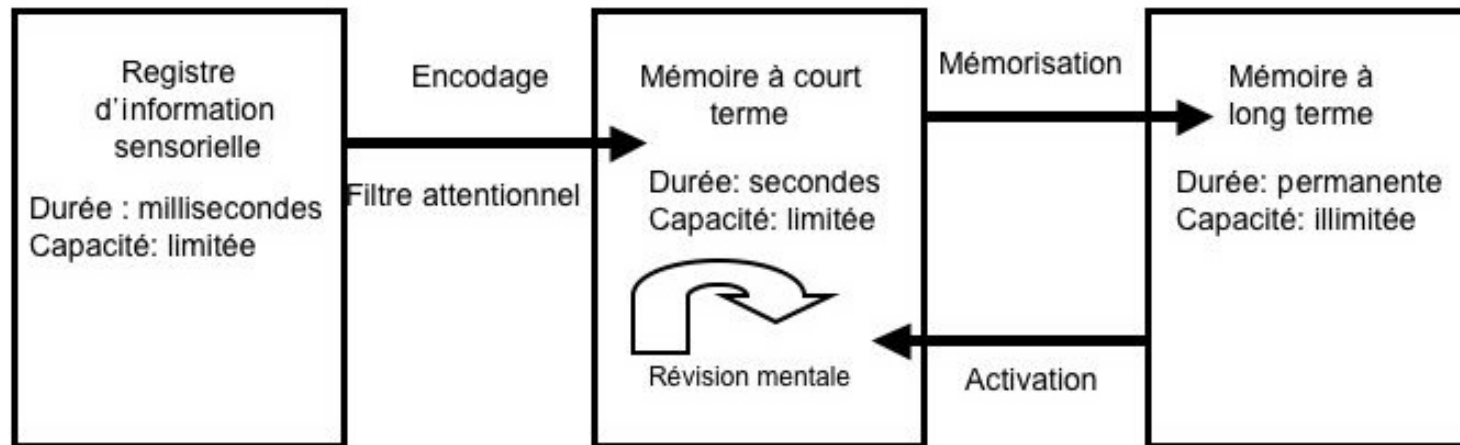 Registre
d'information
sensorielle
Durée : millisecondes
Capacité: limitée
Encodage
Filtre attentionnel
Mémoire à court
terme
Durée: secondes
Capacité: limitée
Révision mentale
Mémorisation
Activation
Mémoire à
long terme
Durée: permanente
Capacité: illimitée